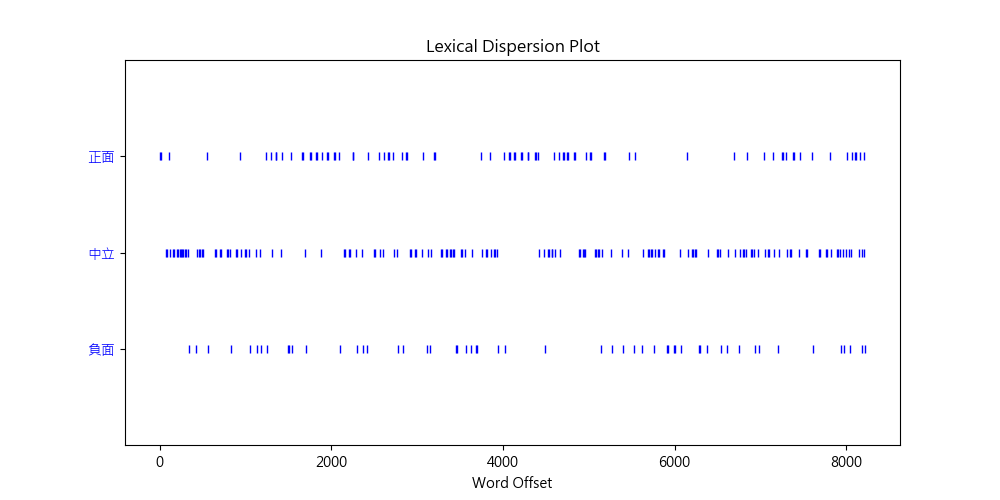 Lexical Dispersion Plot
正面
中立
負面
0 2000 4000 6000 8000
Word Offset